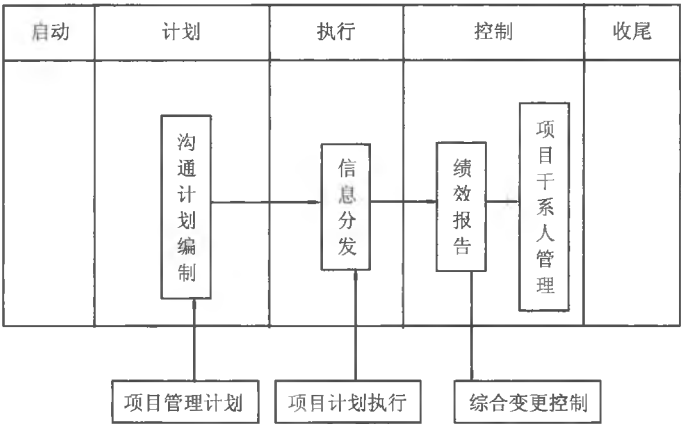 启动 计划 执行 控制 收尾
沟通计划编制
信息分发
绩效报告
项目干系人管理
项目管理计划 项目计划执行 综合变更控制